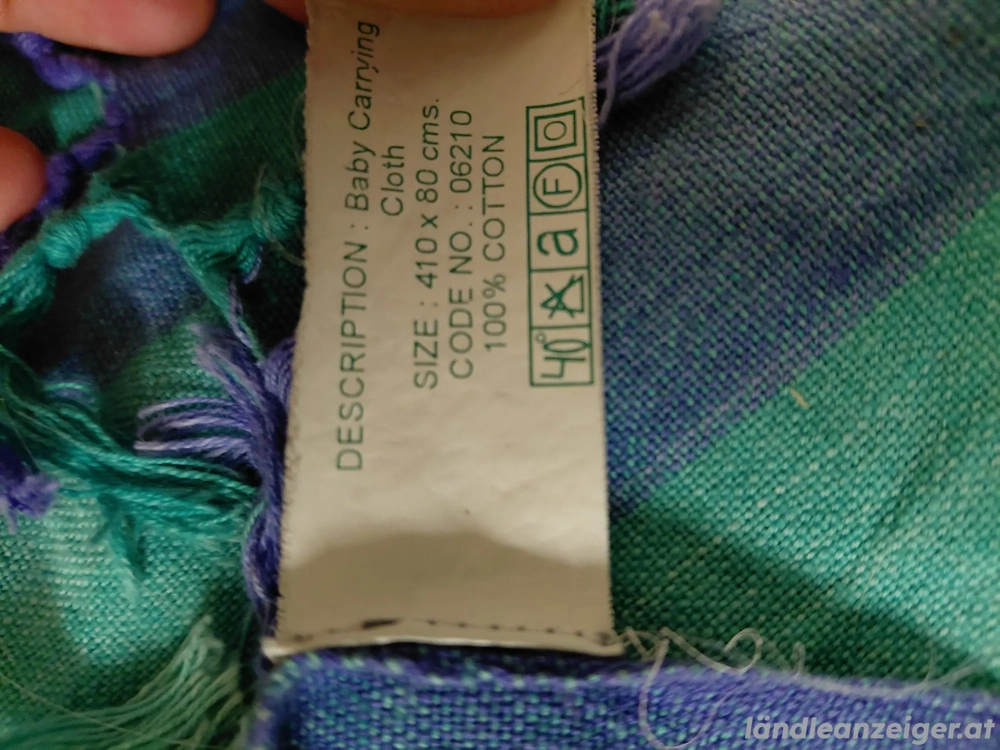 DESCRIPTION : Baby Carrying
Cloth
SIZE : 410 x 80 cms.
CODE NO. : 06210
100% COTTON
40° a F
ländleanzeiger.at